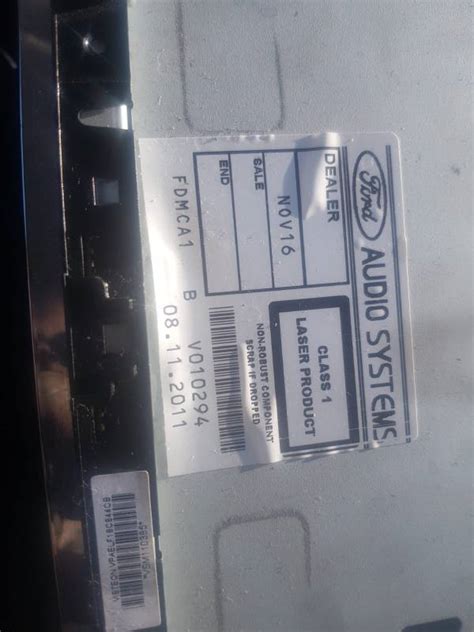 Ford AUDIO SYSTEMS
DEALER
NOV16
SALE
END
CLASS 1
LASER PRODUCT
NON-ROBUST COMPONENT
SCRAP IF DROPPED
FDMCA1 B
V010294
08.11.2011